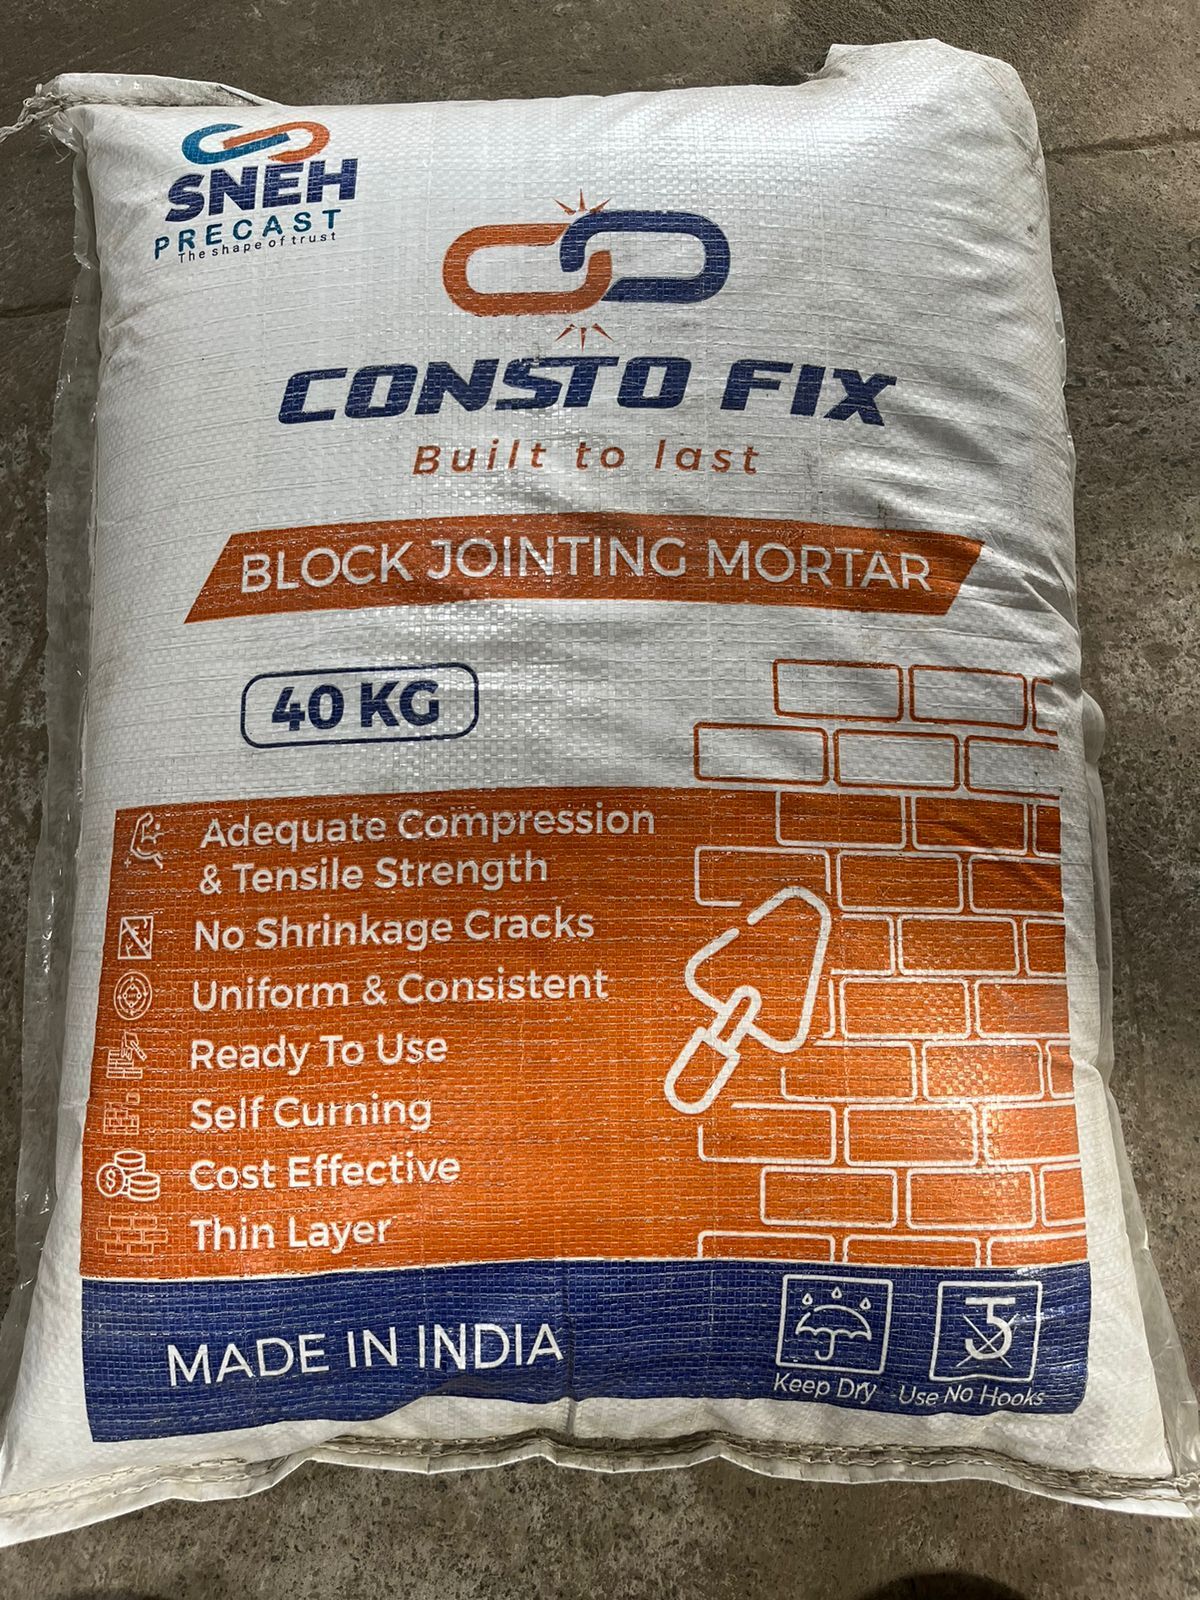 SNEH
PRECAST
The shape of trust
CONSTO FIX
Built to last
BLOCK JOINTING MORTAR
40 KG
Adequate Compression
& Tensile Strength
No Shrinkage Cracks
Uniform & Consistent
Ready To Use
Self Curning
Cost Effective
Thin Layer
MADE IN INDIA
Keep Dry
Use No Hooks